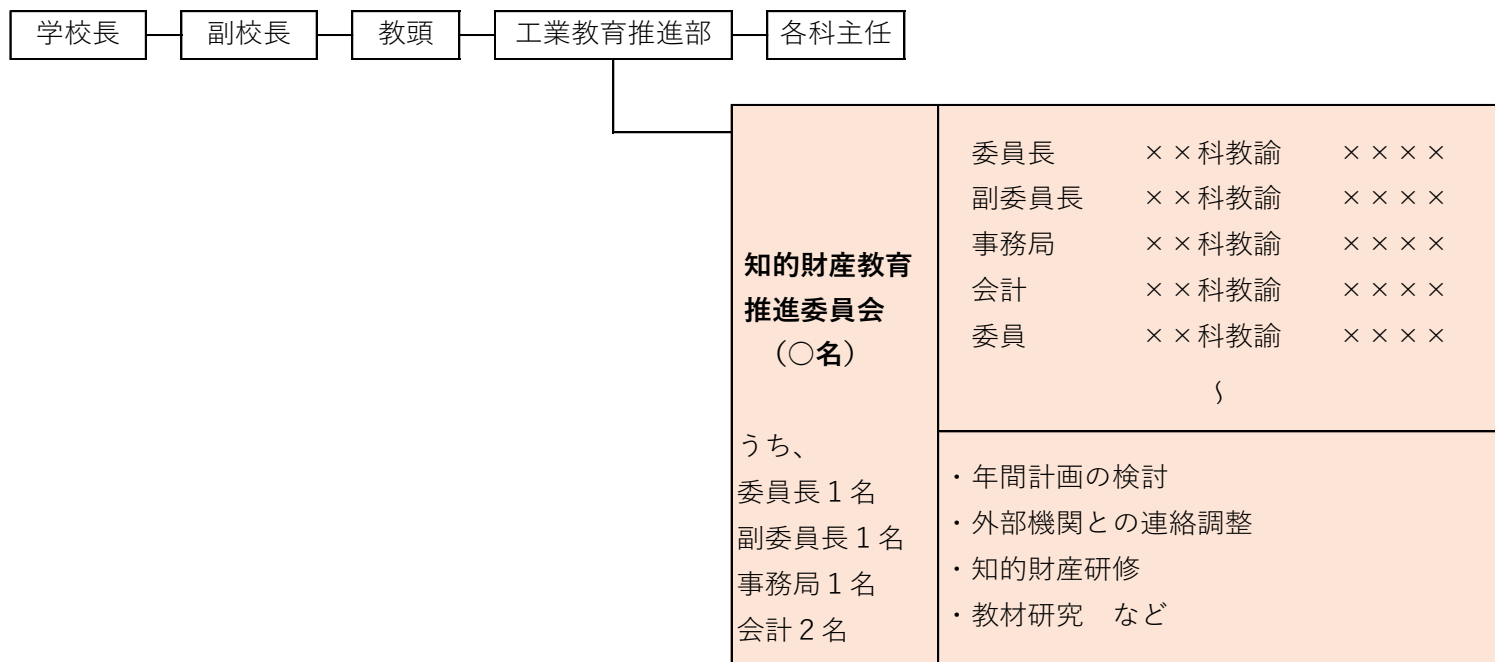 学校長 副校長 教頭 工業教育推進部 各科主任
知的財産教育
推進委員会
(○名)
うち、
委員長1名
副委員長1名
事務局1名
会計2名
委員長 ××科教諭 ××××
副委員長 ××科教諭 ××××
事務局 ××科教諭 ××××
会計 ××科教諭 ××××
委員 ××科教諭 ××××
〜
・年間計画の検討
・外部機関との連絡調整
・知的財産研修
・教材研究 など